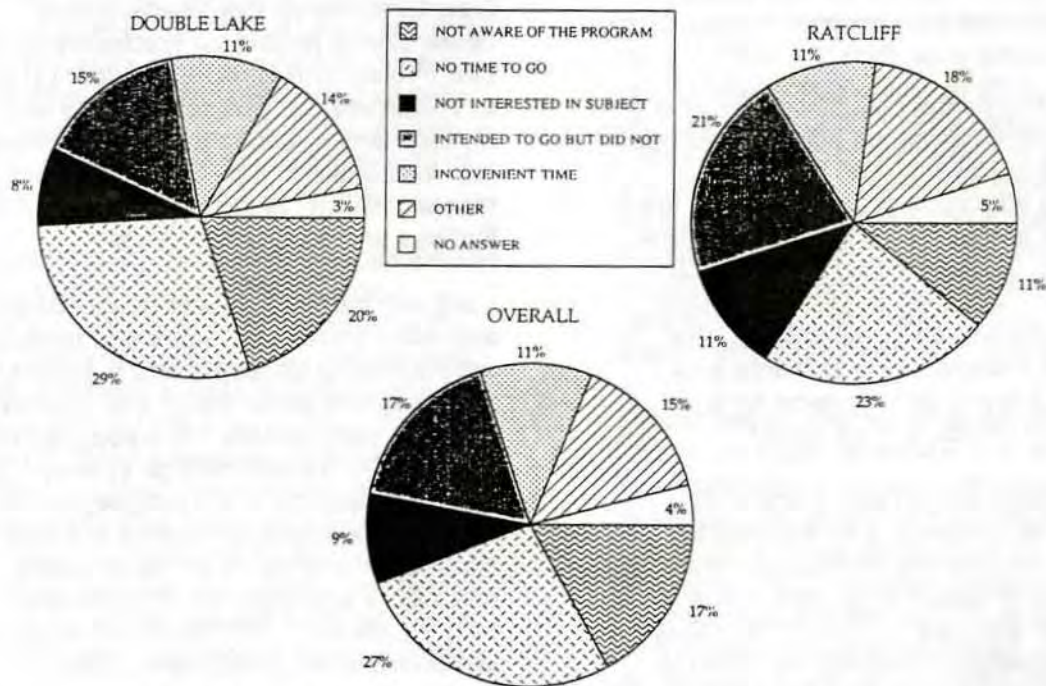 DOUBLE LAKE
11%
14%
3%
20%
29%
8%
15%
NOT AWARE OF THE PROGRAM
NO TIME TO GO
NOT INTERESTED IN SUBJECT
INTENDED TO GO BUT DID NOT
INCOVENIENT TIME
OTHER
NO ANSWER
RATCLIFF
11%
18%
5%
11%
23%
11%
21%
OVERALL
11%
15%
4%
17%
27%
9%
17%